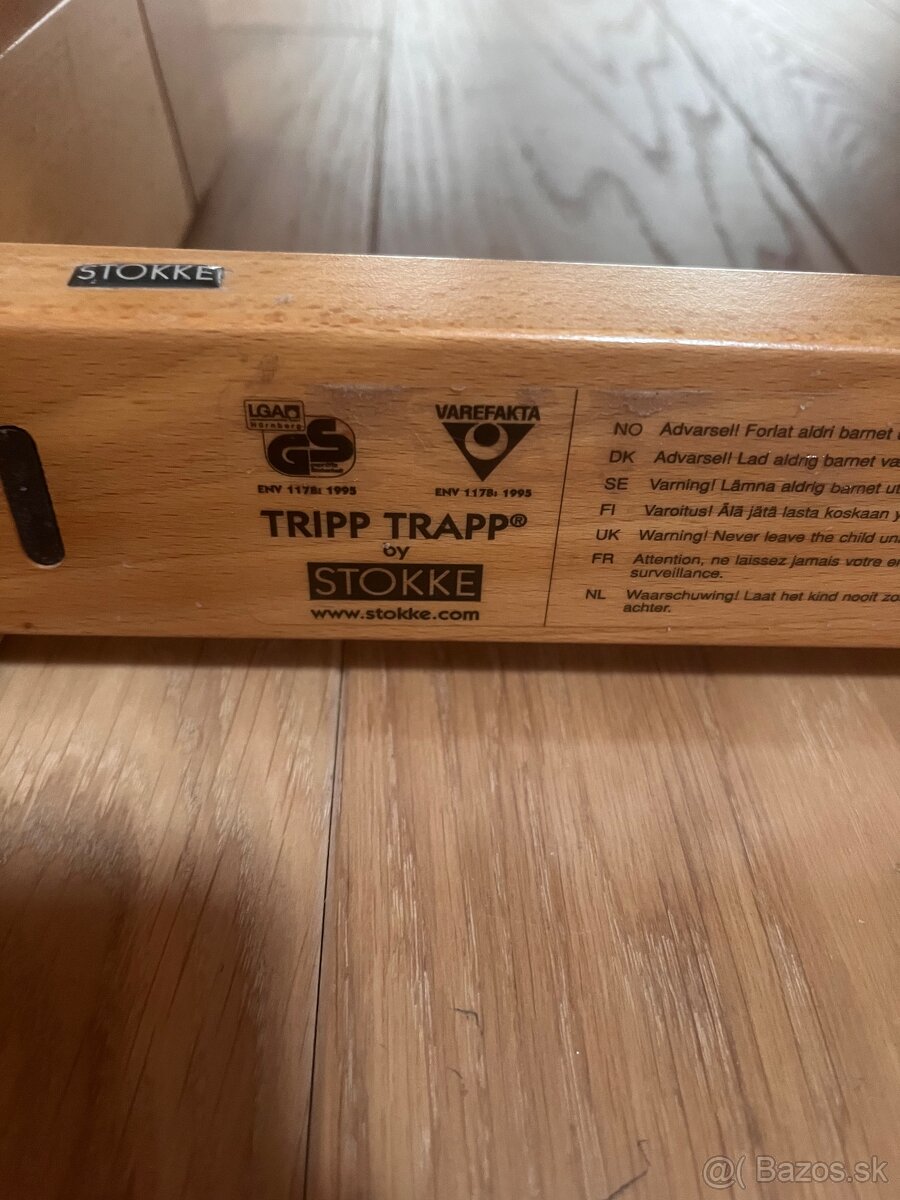 STOKKE
LGA
Nürnberg
GS
ENV 1178: 1995
VAREFAKTA
ENV 1178: 1995
TRIPP TRAPP®
by
STOKKE
www.stokke.com
NO Advarsel! Forlat aldri barnet
DK Advarsel! Lad aldrig barnet
SE Varning! Lämna aldrig barnet
FI Varoitus! Älä jätä lasta koskaan
UK Warning! Never leave the child
FR Attention, ne laissez jamais votre
surveillance.
NL Waarschuwing! Laat het kind nooit
achter.
@( Bazos.sk